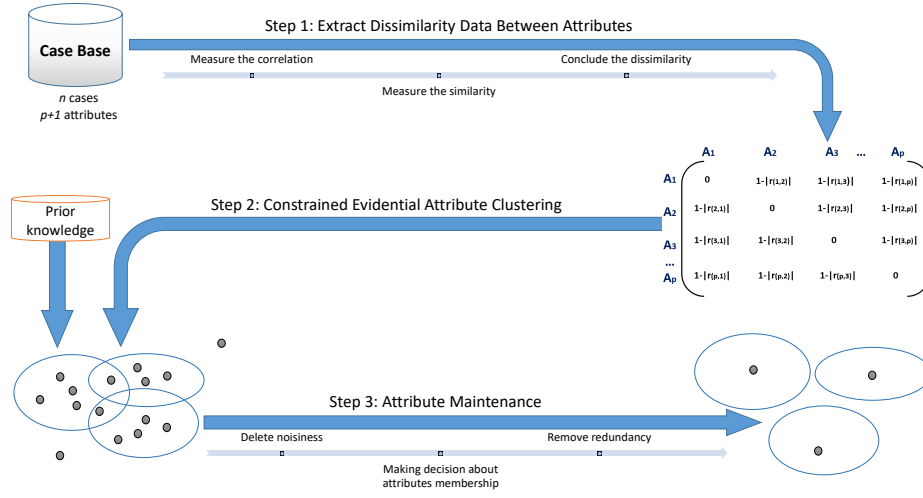 Step 1: Extract Dissimilarity Data Between Attributes
Case Base
Measure the correlation
Conclude the dissimilarity
Measure the similarity
n cases
p+1 attributes
A1 A2 A3 ... Ap
A1 0 1-|r(1,2)| 1-|r(1,3)| 1-|r(1,p)|
A2 1-|r(2,1)| 0 1-|r(2,3)| 1-|r(2,p)|
A3 1-|r(3,1)| 1-|r(3,2)| 0 1-|r(3,p)|
...
Ap 1-|r(p,1)| 1-|r(p,2)| 1-|r(p,3)| 0
Step 2: Constrained Evidential Attribute Clustering
Prior
knowledge
Step 3: Attribute Maintenance
Delete noisiness
Remove redundancy
Making decision about
attributes membership